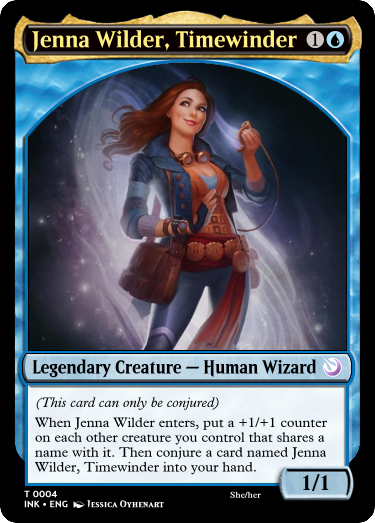 Jenna Wilder, Timewinder 1
Legendary Creature — Human Wizard
(This card can only be conjured)
When Jenna Wilder enters, put a +1/+1 counter
on each other creature you control that shares
a name with it. Then conjure a card named Jenna
Wilder, Timewinder into your hand.
1/1
T 0004
She/her
INK • ENG Jessica Oyhenart